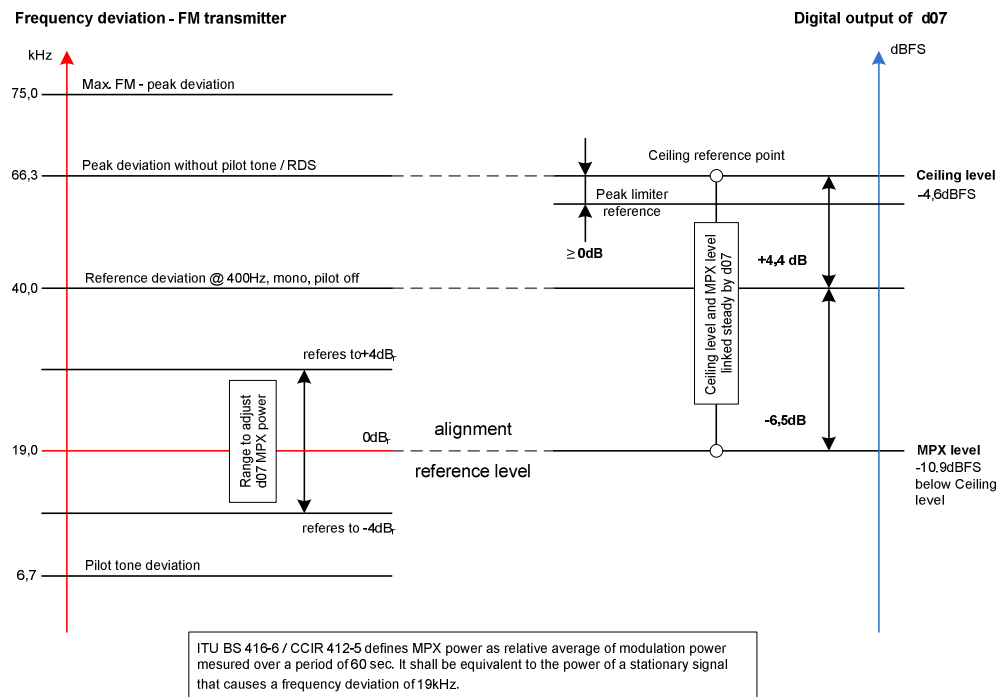 Frequency deviation - FM transmitter
Digital output of d07
kHz
dBFS
75,0
Max. FM - peak deviation
66,3
Peak deviation without pilot tone / RDS
Ceiling reference point
Ceiling level
-4,6dBFS
Peak limiter
reference
≥ 0dB
+4,4 dB
Ceiling level and MPX level
linked steady by d07
40,0
Reference deviation @ 400Hz, mono, pilot off
referes to+4dBr
Range to adjust
d07 MPX power
-6,5dB
19,0
0dBr
alignment
reference level
MPX level
-10,9dBFS
below Ceiling
level
referes to -4dBr
6,7
Pilot tone deviation
ITU BS 416-6 / CCIR 412-5 defines MPX power as relative average of modulation power
mesured over a period of 60 sec. It shall be equivalent to the power of a stationary signal
that causes a frequency deviation of 19kHz.